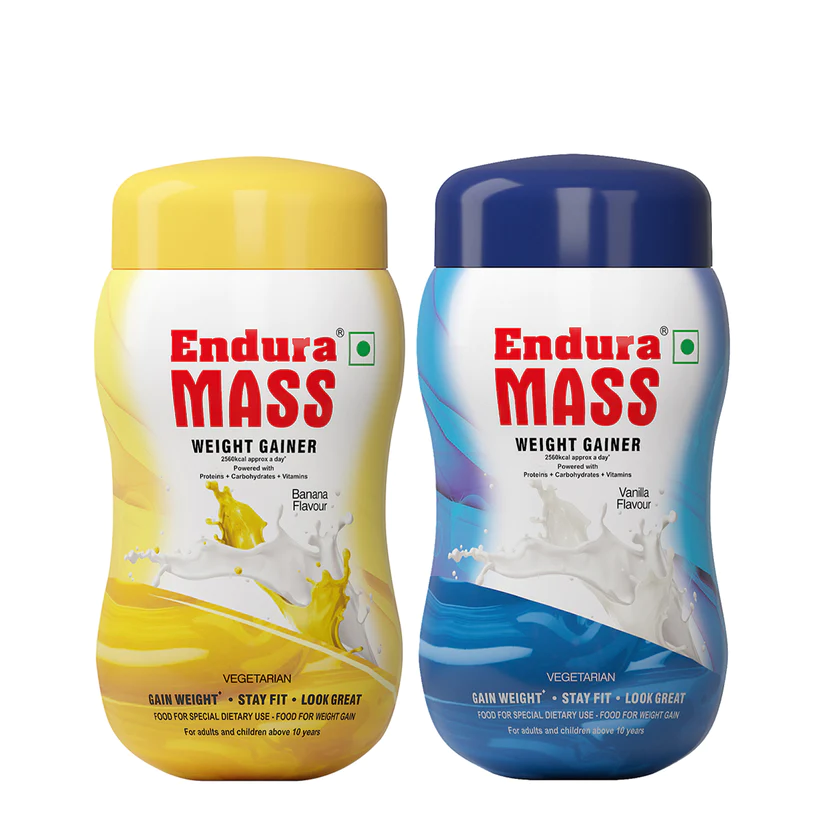 Endura®
MASS
WEIGHT GAINER
2560kcal approx a day*
Powered with
Proteins + Carbohydrates + Vitamins
Banana
Flavour
VEGETARIAN
GAIN WEIGHT* • STAY FIT • LOOK GREAT
FOOD FOR SPECIAL DIETARY USE - FOOD FOR WEIGHT GAIN
For adults and children above 10 years
Endura®
MASS
WEIGHT GAINER
2560kcal approx a day*
Powered with
Proteins + Carbohydrates + Vitamins
Vanilla
Flavour
VEGETARIAN
GAIN WEIGHT* • STAY FIT • LOOK GREAT
FOOD FOR SPECIAL DIETARY USE - FOOD FOR WEIGHT GAIN
For adults and children above 10 years